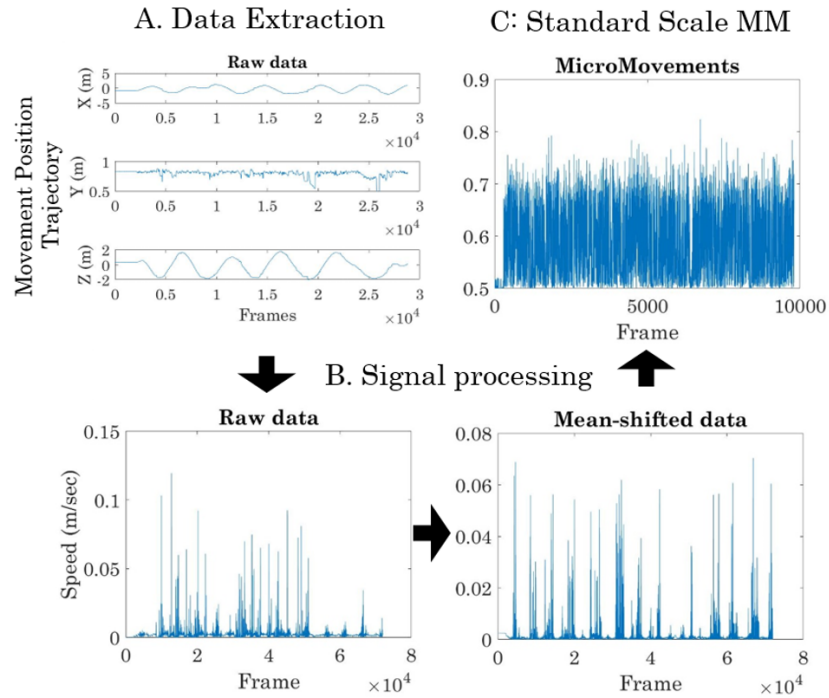 A. Data Extraction
C: Standard Scale MM
Movement Position
Trajectory
Raw data
X (m)
5
0
-5
0 0.5 1 1.5 2 2.5 3
×10⁴
Y (m)
1
0.5
0 0.5 1 1.5 2 2.5 3
×10⁴
Z (m)
2
0
-2
0 0.5 1 1.5 2 2.5 3
Frames
×10⁴
MicroMovements
0.9
0.8
0.7
0.6
0.5
0 5000 10000
Frame
B. Signal processing
Raw data
Speed (m/sec)
0.15
0.1
0.05
0
0 2 4 6 8
Frame
×10⁴
Mean-shifted data
0.08
0.06
0.04
0.02
0
0 2 4 6 8
Frame
×10⁴